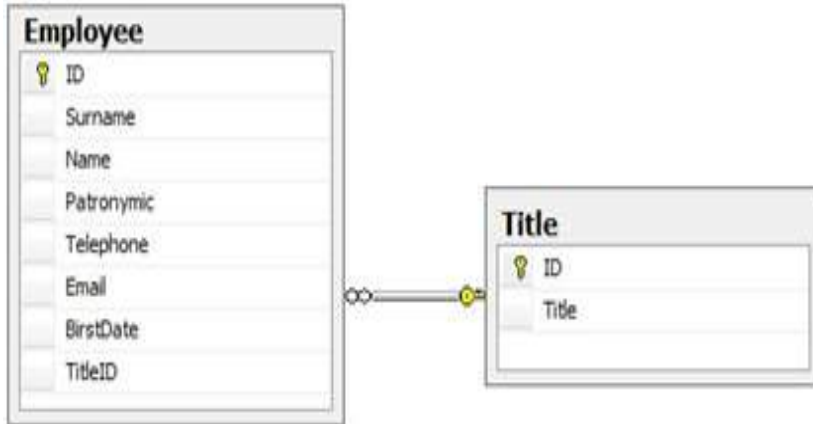 Employee
ID
Surname
Name
Patronymic
Telephone
Email
BirstDate
TitleID
Title
ID
Title